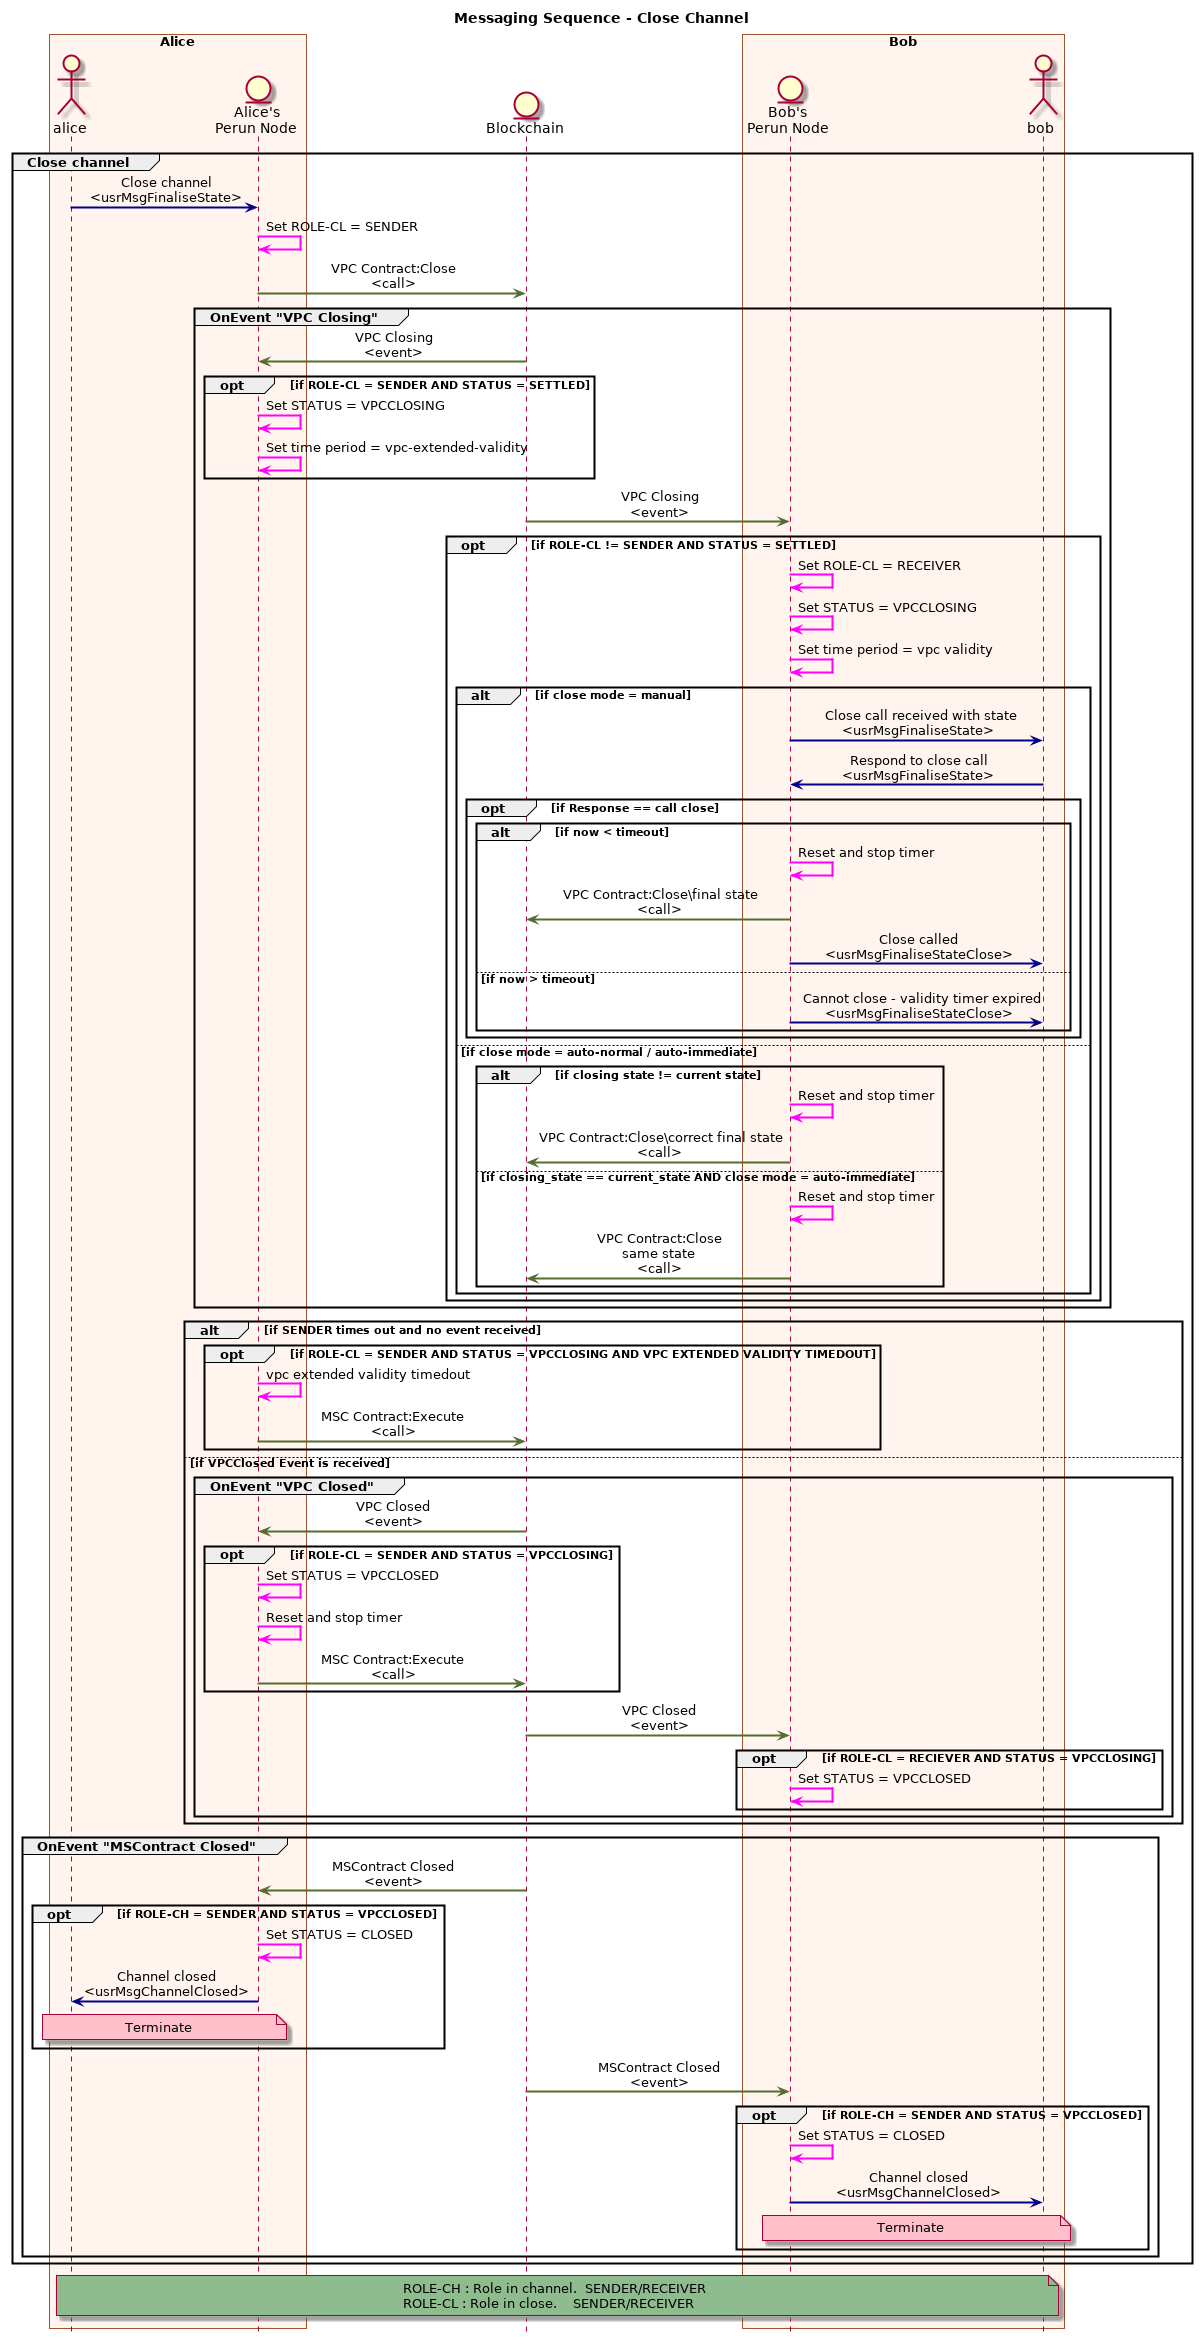 Messaging Sequence - Close Channel
Alice
Bob
alice
Alice's
Perun Node
Blockchain
Bob's
Perun Node
bob
Close channel
Close channel
<usrMsgFinaliseState>
Set ROLE-CL = SENDER
VPC Contract:Close
<call>
OnEvent "VPC Closing"
VPC Closing
<event>
opt
[if ROLE-CL = SENDER AND STATUS = SETTLED]
Set STATUS = VPCCLOSING
Set time period = vpc-extended-validity
VPC Closing
<event>
opt
[if ROLE-CL != SENDER AND STATUS = SETTLED]
Set ROLE-CL = RECEIVER
Set STATUS = VPCCLOSING
Set time period = vpc validity
alt
[if close mode = manual]
Close call received with state
<usrMsgFinaliseState>
Respond to close call
<usrMsgFinaliseState>
opt
[if Response == call close]
alt
[if now < timeout]
Reset and stop timer
VPC Contract:Close\final state
<call>
Close called
<usrMsgFinaliseStateClose>
[if now > timeout]
Cannot close - validity timer expired
<usrMsgFinaliseStateClose>
[if close mode = auto-normal / auto-immediate]
alt
[if closing state != current state]
Reset and stop timer
VPC Contract:Close\correct final state
<call>
[if closing_state == current_state AND close mode = auto-immediate]
Reset and stop timer
VPC Contract:Close
same state
<call>
alt
[if SENDER times out and no event received]
opt
[if ROLE-CL = SENDER AND STATUS = VPCCLOSING AND VPC EXTENDED VALIDITY TIMEDOUT]
vpc extended validity timedout
MSC Contract:Execute
<call>
[if VPCClosed Event is received]
OnEvent "VPC Closed"
VPC Closed
<event>
opt
[if ROLE-CL = SENDER AND STATUS = VPCCLOSING]
Set STATUS = VPCCLOSED
Reset and stop timer
MSC Contract:Execute
<call>
VPC Closed
<event>
opt
[if ROLE-CL = RECIEVER AND STATUS = VPCCLOSING]
Set STATUS = VPCCLOSED
OnEvent "MSContract Closed"
MSContract Closed
<event>
opt
[if ROLE-CH = SENDER AND STATUS = VPCCLOSED]
Set STATUS = CLOSED
Channel closed
<usrMsgChannelClosed>
Terminate
MSContract Closed
<event>
opt
[if ROLE-CH = SENDER AND STATUS = VPCCLOSED]
Set STATUS = CLOSED
Channel closed
<usrMsgChannelClosed>
Terminate
ROLE-CH : Role in channel.  SENDER/RECEIVER
ROLE-CL : Role in close.    SENDER/RECEIVER